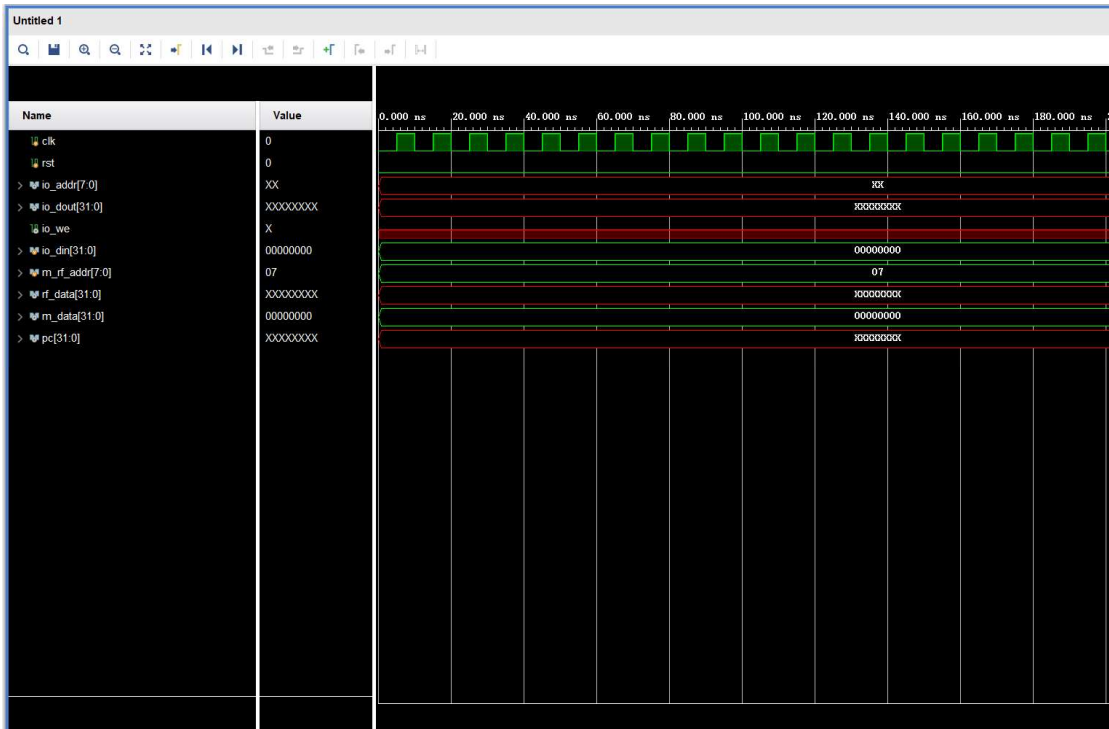 Untitled 1
Name Value
0.000 ns 20.000 ns 40.000 ns 60.000 ns 80.000 ns 100.000 ns 120.000 ns 140.000 ns 160.000 ns 180.000 ns
clk 0
rst 0
io_addr[7:0] XX XX
io_dout[31:0] XXXXXXXX XXXXXXXX
io_we X
io_din[31:0] 00000000 00000000
m_rf_addr[7:0] 07 07
rf_data[31:0] XXXXXXXX XXXXXXXX
m_data[31:0] 00000000 00000000
pc[31:0] XXXXXXXX XXXXXXXX